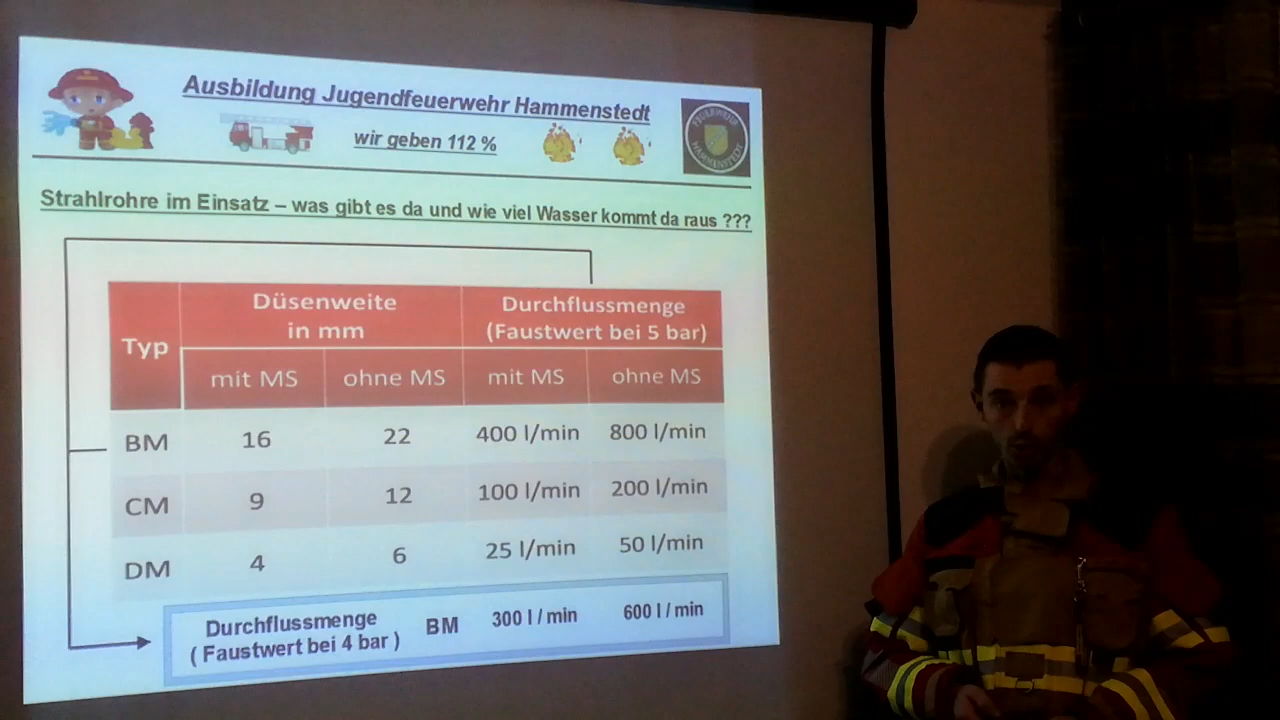 Ausbildung Jugendfeuerwehr Hammenstedt
wir geben 112 %
FEUERWEHR
HAMMENSTEDT
Strahlrohre im Einsatz – was gibt es da und wie viel Wasser kommt da raus ???
Typ
Düsenweite
in mm
Durchflussmenge
(Faustwert bei 5 bar)
mit MS ohne MS mit MS ohne MS
BM 16 22 400 l/min 800 l/min
CM 9 12 100 l/min 200 l/min
DM 4 6 25 l/min 50 l/min
Durchflussmenge
( Faustwert bei 4 bar )
BM 300 l / min 600 l / min